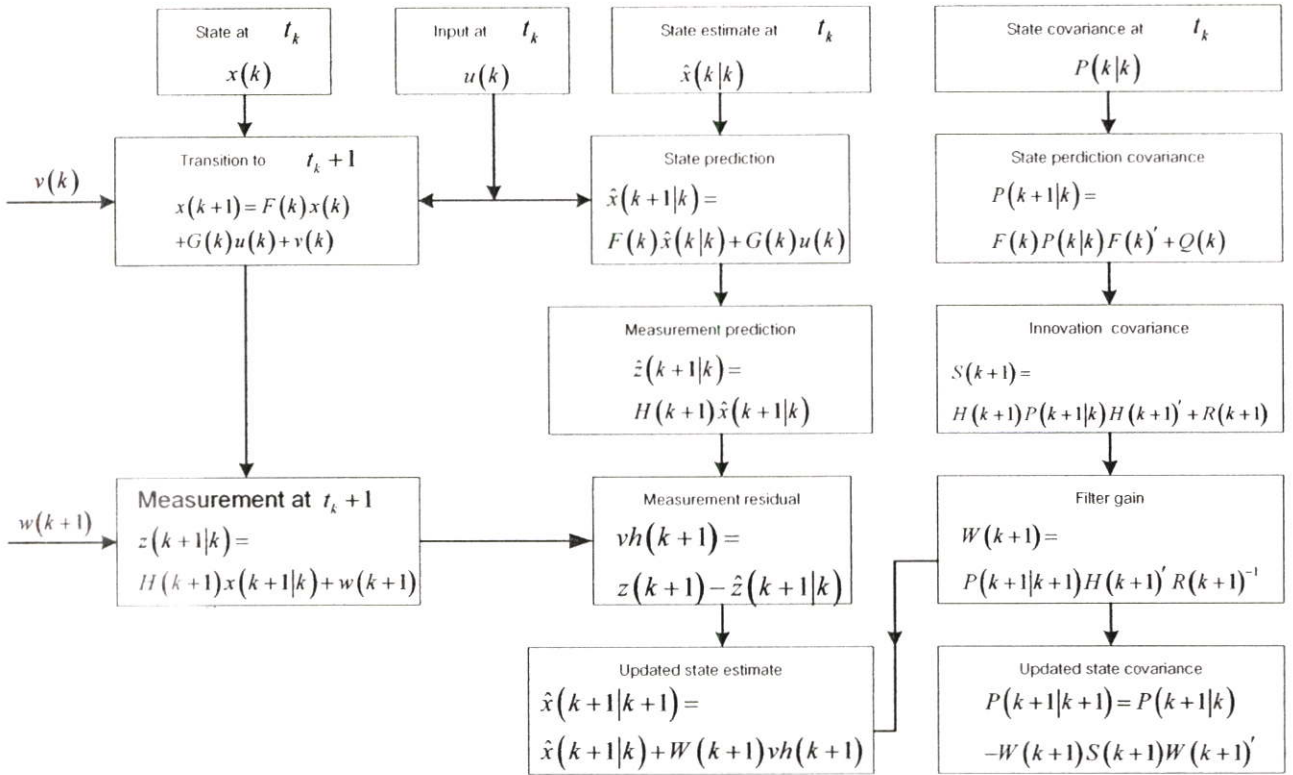 State at t_k
x(k)
Input at t_k
u(k)
State estimate at t_k
x̂(k|k)
State covariance at t_k
P(k|k)
v(k)
Transition to t_k + 1
x(k+1) = F(k)x(k)
+G(k)u(k)+v(k)
State prediction
x̂(k+1|k) =
F(k)x̂(k|k)+G(k)u(k)
State perdiction covariance
P(k+1|k) =
F(k)P(k|k)F(k)′+Q(k)
Measurement prediction
ẑ(k+1|k) =
H(k+1)x̂(k+1|k)
Innovation covariance
S(k+1) =
H(k+1)P(k+1|k)H(k+1)′+R(k+1)
w(k+1)
Measurement at t_k + 1
z(k+1|k) =
H(k+1)x(k+1|k)+w(k+1)
Measurement residual
vh(k+1) =
z(k+1)−ẑ(k+1|k)
Filter gain
W(k+1) =
P(k+1|k+1)H(k+1)′R(k+1)⁻¹
Updated state estimate
x̂(k+1|k+1) =
x̂(k+1|k)+W(k+1)vh(k+1)
Updated state covariance
P(k+1|k+1) = P(k+1|k)
−W(k+1)S(k+1)W(k+1)′